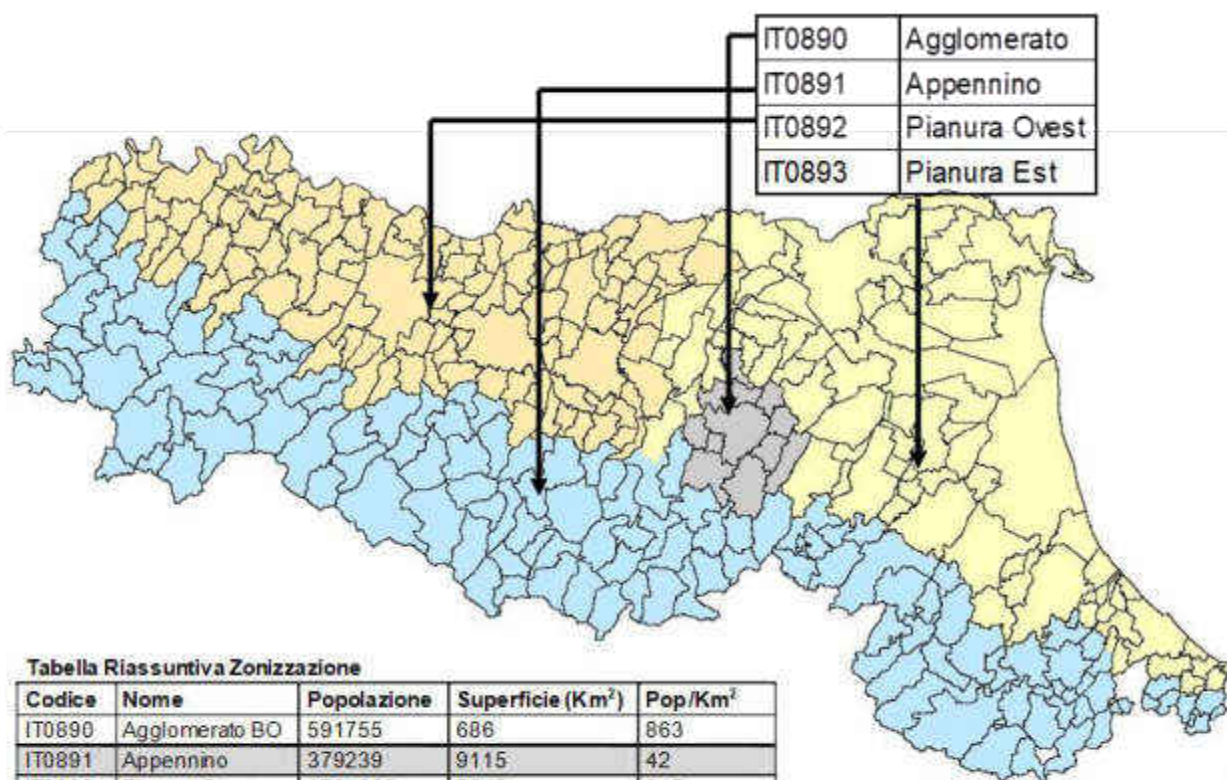 IT0890 Agglomerato
IT0891 Appennino
IT0892 Pianura Ovest
IT0893 Pianura Est
Tabella Riassuntiva Zonizzazione
Codice Nome Popolazione Superficie (Km²) Pop/Km²
IT0890 Agglomerato BO 591755 686 863
IT0891 Appennino 379239 9115 42